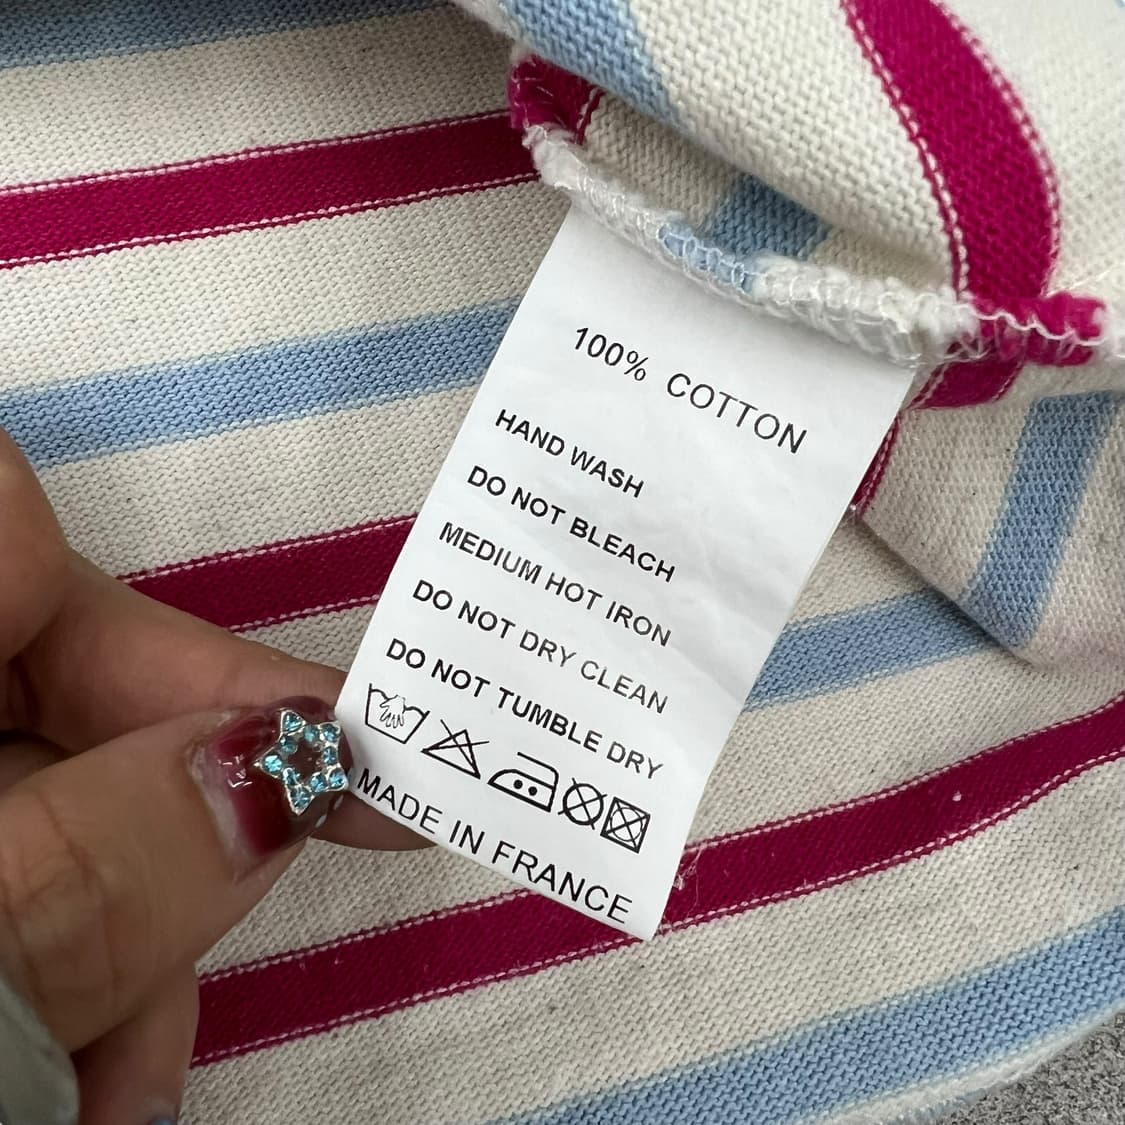 100% COTTON
HAND WASH
DO NOT BLEACH
MEDIUM HOT IRON
DO NOT DRY CLEAN
DO NOT TUMBLE DRY
MADE IN FRANCE